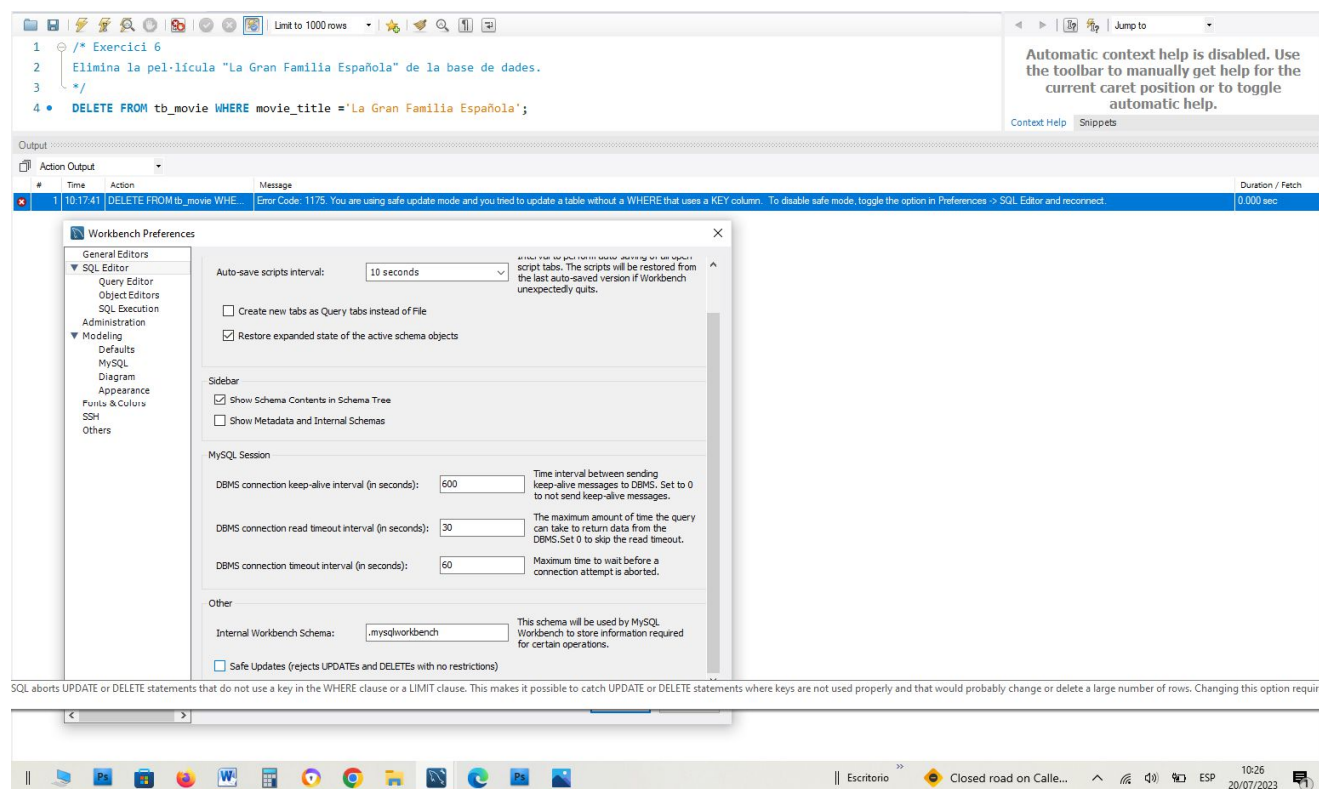 Limit to 1000 rows
Jump to
1 /* Exercici 6
2 Elimina la pel·lícula "La Gran Familia Española" de la base de dades.
3 */
4 DELETE FROM tb_movie WHERE movie_title ='La Gran Familia Española';
Automatic context help is disabled. Use
the toolbar to manually get help for the
current caret position or to toggle
automatic help.
Context Help Snippets
Output
Action Output
# Time Action Message Duration / Fetch
1 10:17:41 DELETE FROM tb_movie WHE... Error Code: 1175. You are using safe update mode and you tried to update a table without a WHERE that uses a KEY column. To disable safe mode, toggle the option in Preferences -> SQL Editor and reconnect. 0.000 sec
Workbench Preferences
General Editors
SQL Editor
Query Editor
Object Editors
SQL Execution
Administration
Modeling
Defaults
MySQL
Diagram
Appearance
Fonts & Colors
SSH
Others
Auto-save scripts interval: 10 seconds
Interval to perform auto-saving of all open
script tabs. The scripts will be restored from
the last auto-saved version if Workbench
unexpectedly quits.
Create new tabs as Query tabs instead of File
Restore expanded state of the active schema objects
Sidebar
Show Schema Contents in Schema Tree
Show Metadata and Internal Schemas
MySQL Session
DBMS connection keep-alive interval (in seconds): 600
Time interval between sending
keep-alive messages to DBMS. Set to 0
to not send keep-alive messages.
DBMS connection read timeout interval (in seconds): 30
The maximum amount of time the query
can take to return data from the
DBMS.Set 0 to skip the read timeout.
DBMS connection timeout interval (in seconds): 60
Maximum time to wait before a
connection attempt is aborted.
Other
Internal Workbench Schema: .mysqlworkbench
This schema will be used by MySQL
Workbench to store information required
for certain operations.
Safe Updates (rejects UPDATEs and DELETEs with no restrictions)
SQL aborts UPDATE or DELETE statements that do not use a key in the WHERE clause or a LIMIT clause. This makes it possible to catch UPDATE or DELETE statements where keys are not used properly and that would probably change or delete a large number of rows. Changing this option requir
Ps
W
Ps
Escritorio
Closed road on Calle...
ESP
10:26
20/07/2023
1